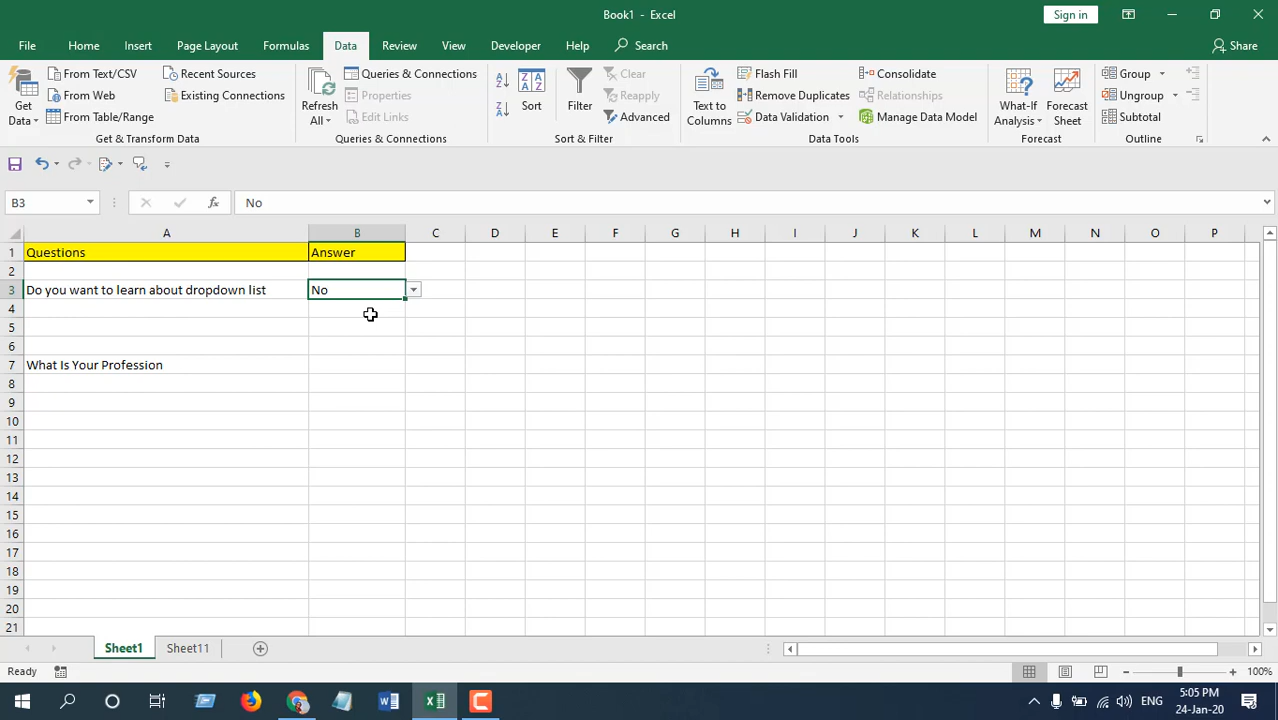 Book1 - Excel
Sign in
File Home Insert Page Layout Formulas Data Review View Developer Help Search Share
Get Data
From Text/CSV
From Web
From Table/Range
Recent Sources
Existing Connections
Get & Transform Data
Refresh All
Queries & Connections
Properties
Edit Links
Queries & Connections
Sort
Filter
Clear
Reapply
Advanced
Sort & Filter
Text to Columns
Flash Fill
Remove Duplicates
Data Validation
Consolidate
Relationships
Manage Data Model
Data Tools
What-If Analysis
Forecast Sheet
Forecast
Group
Ungroup
Subtotal
Outline
B3
fx
No
A B C D E F G H I J K L M N O P
1 Questions Answer
2
3 Do you want to learn about dropdown list No
4
5
6
7 What Is Your Profession
8
9
10
11
12
13
14
15
16
17
18
19
20
21
Sheet1 Sheet11
Ready
100%
ENG
5:05 PM
24-Jan-20